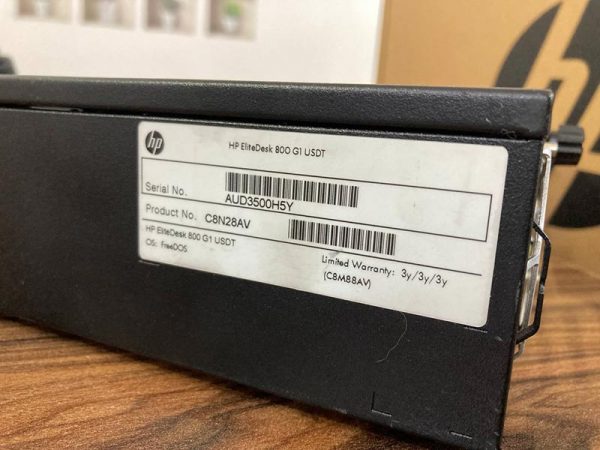 hp
HP EliteDesk 800 G1 USDT
Serial No.
AUD3500H5Y
Product No. C8N28AV
HP EliteDesk 800 G1 USDT
OS: FreeDOS
Limited Warranty: 3y/3y/3y
(C8M88AV)
hp